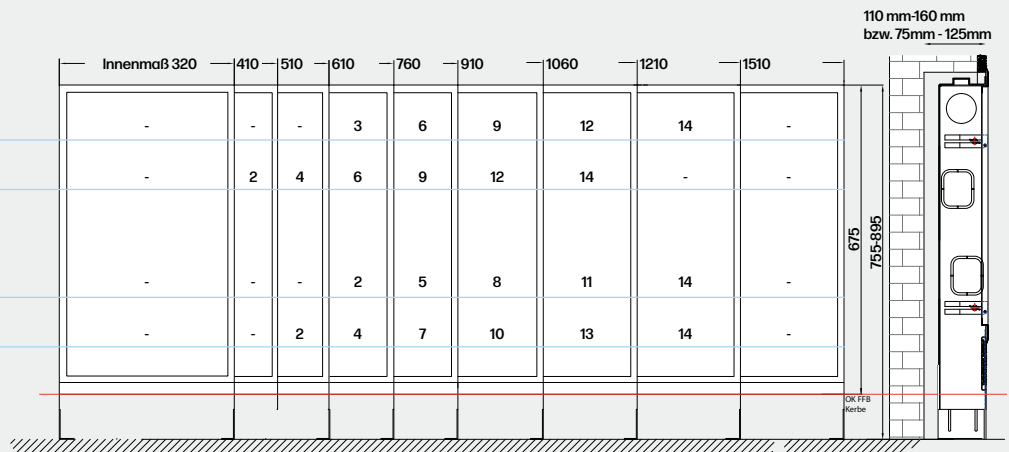 110 mm-160 mm
bzw. 75mm - 125mm
Innenmaß 320 410 510 610 760 910 1060 1210 1510
- - - 3 6 9 12 14 -
- 2 4 6 9 12 14 - -
- - - 2 5 8 11 14 -
- - 2 4 7 10 13 14 -
675
755-895
OK FFB
Kerbe